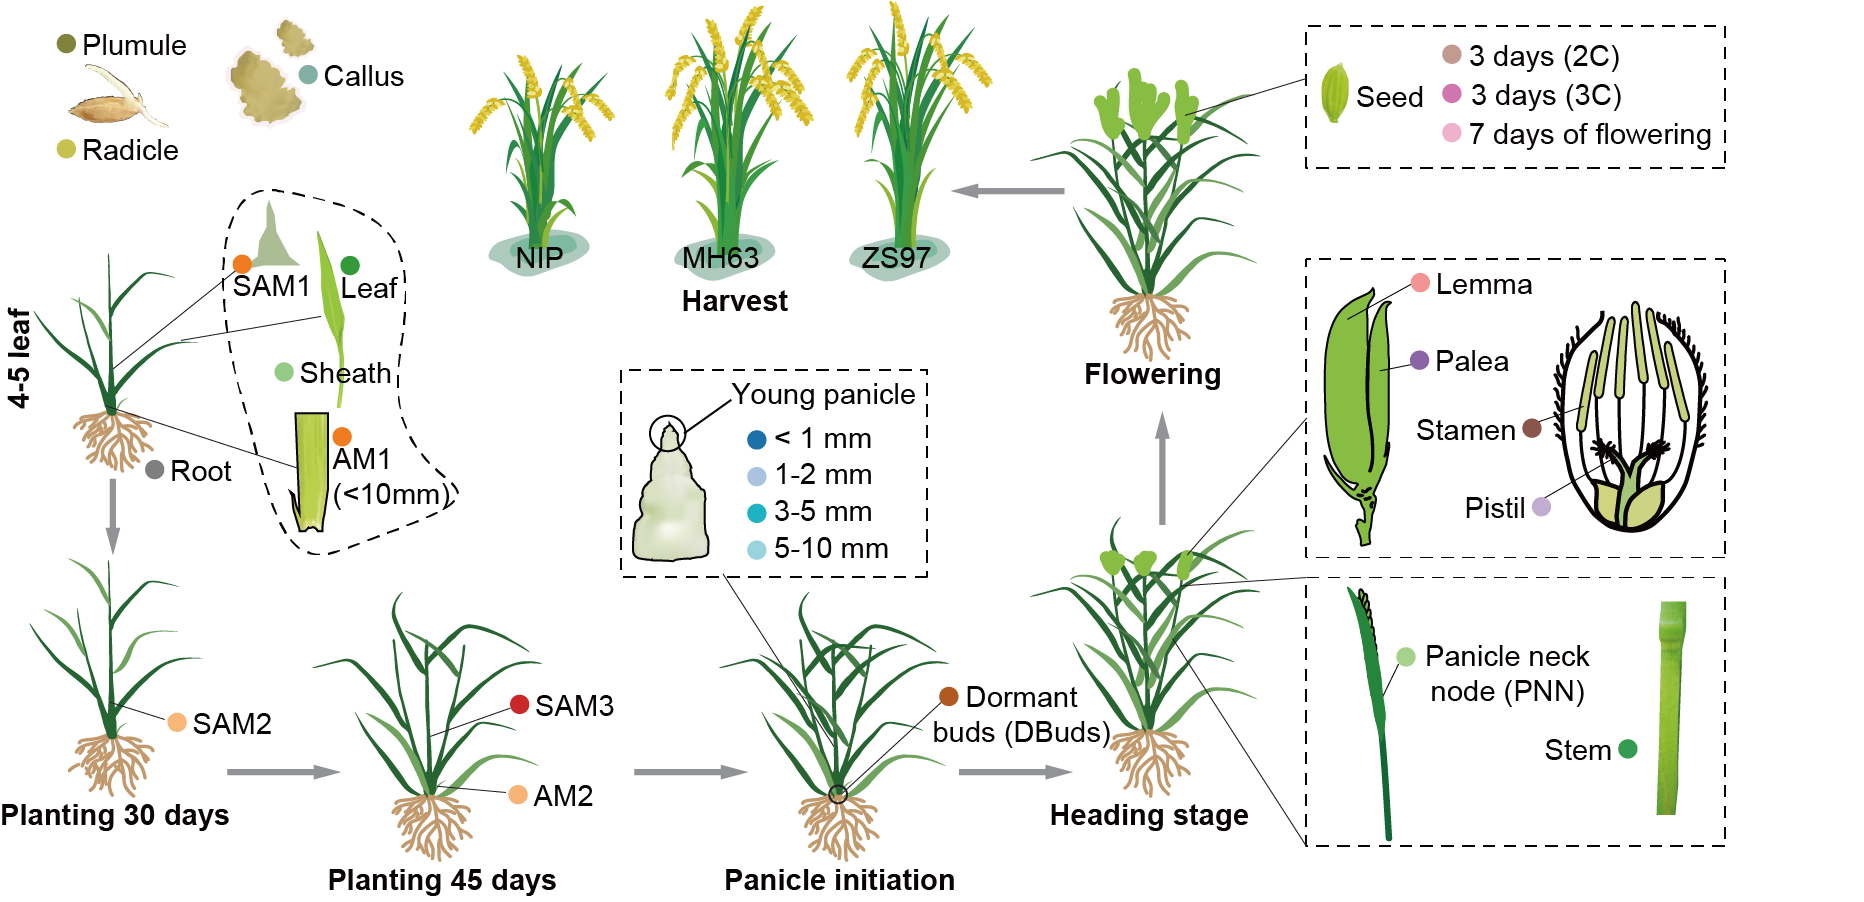 Plumule
Callus
Radicle
NIP
MH63
ZS97
Harvest
Seed
3 days (2C)
3 days (3C)
7 days of flowering
4-5 leaf
SAM1
Leaf
Sheath
AM1
(<10mm)
Root
Flowering
Young panicle
< 1 mm
1-2 mm
3-5 mm
5-10 mm
Lemma
Palea
Stamen
Pistil
SAM2
Planting 30 days
SAM3
AM2
Planting 45 days
Dormant
buds (DBuds)
Panicle initiation
Heading stage
Panicle neck
node (PNN)
Stem